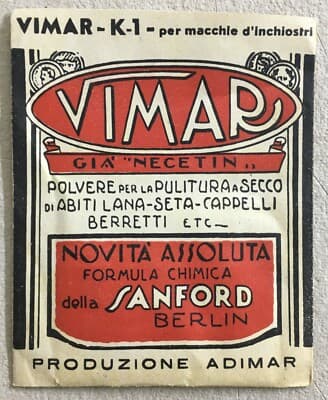 VIMAR - K-1 - per macchie d'inchiostri
VIMAR
GIÀ "NECETIN„
POLVERE PER LA PULITURA A SECCO
DI ABITI LANA-SETA-CAPPELLI
BERRETTI ETC—
NOVITÀ ASSOLUTA
FORMULA CHIMICA
della SANFORD
BERLIN
PRODUZIONE ADIMAR